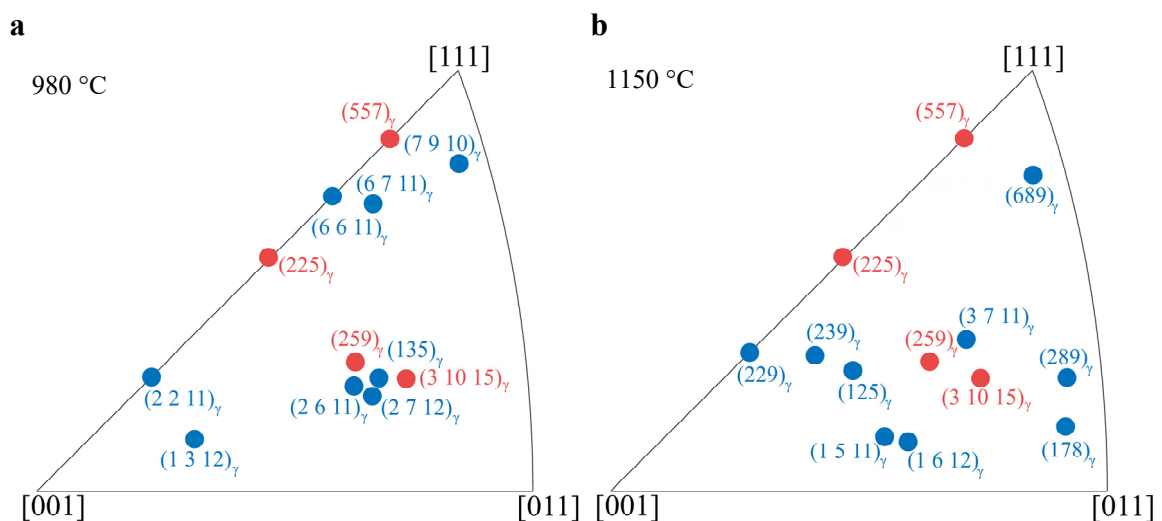 a
[111]
980 °C
(557)γ
(7 9 10)γ
(6 7 11)γ
(6 6 11)γ
(225)γ
(259)γ
(135)γ
(3 10 15)γ
(2 2 11)γ
(2 6 11)γ
(2 7 12)γ
(1 3 12)γ
[001]
[011]
b
[111]
1150 °C
(557)γ
(689)γ
(225)γ
(3 7 11)γ
(239)γ
(259)γ
(289)γ
(229)γ
(125)γ
(3 10 15)γ
(1 5 11)γ
(1 6 12)γ
(178)γ
[001]
[011]